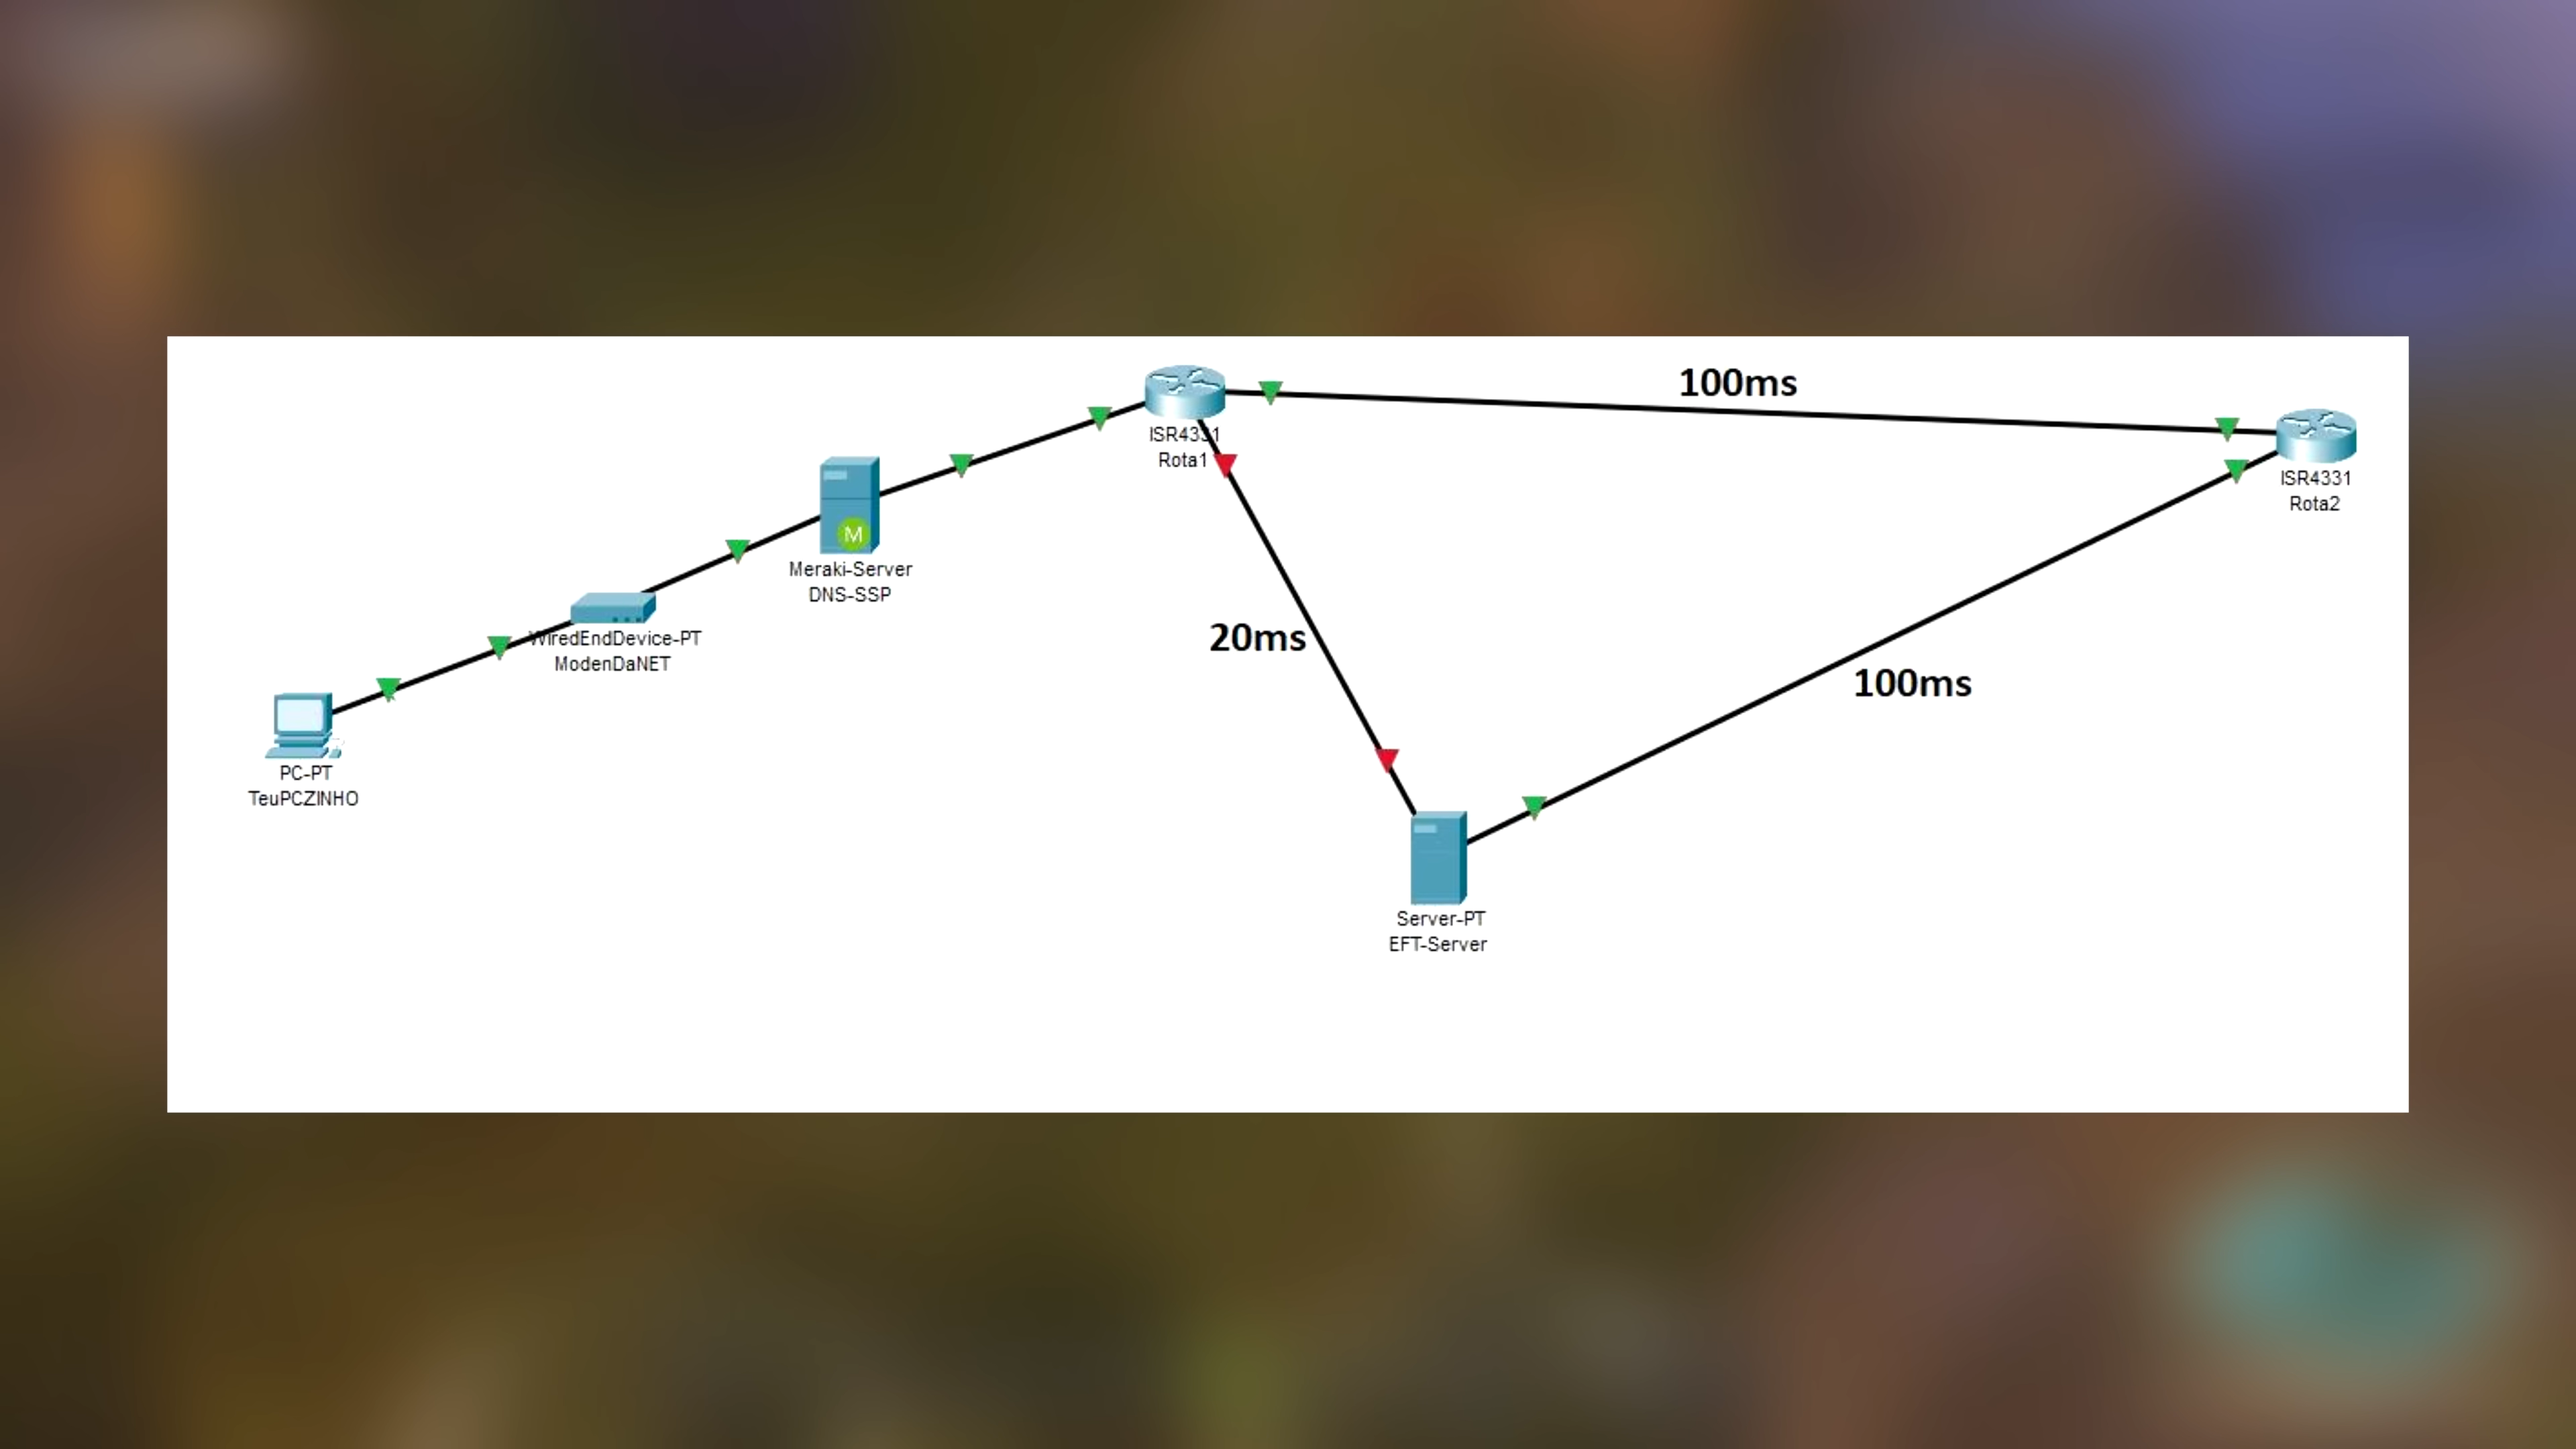 100ms
ISR4331
Rota1
ISR4331
Rota2
M
Meraki-Server
DNS-SSP
20ms
WiredEndDevice-PT
ModenDaNET
100ms
PC-PT
TeuPCZINHO
Server-PT
EFT-Server